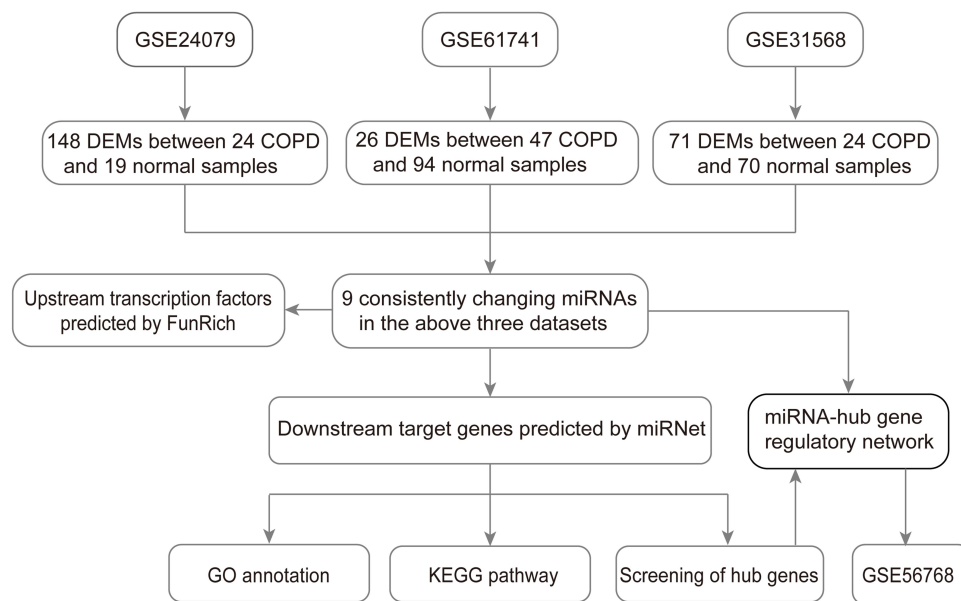 GSE24079
GSE61741
GSE31568
148 DEMs between 24 COPD
and 19 normal samples
26 DEMs between 47 COPD
and 94 normal samples
71 DEMs between 24 COPD
and 70 normal samples
Upstream transcription factors
predicted by FunRich
9 consistently changing miRNAs
in the above three datasets
Downstream target genes predicted by miRNet
miRNA-hub gene
regulatory network
GO annotation
KEGG pathway
Screening of hub genes
GSE56768